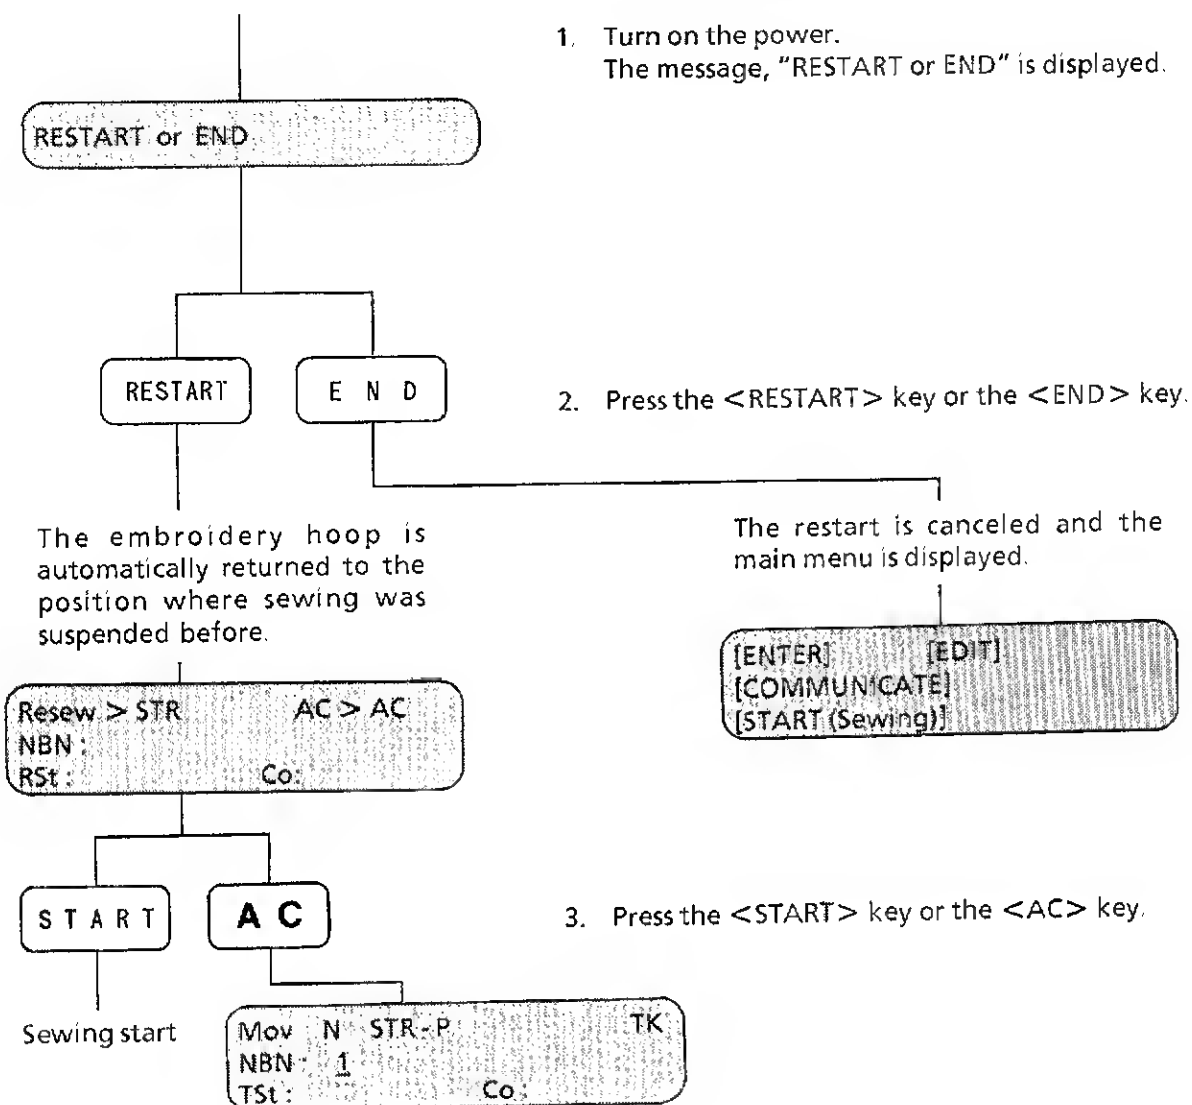 1. Turn on the power.
The message, "RESTART or END" is displayed.
RESTART or END
RESTART
E N D
2. Press the <RESTART> key or the <END> key.
The embroidery hoop is
automatically returned to the
position where sewing was
suspended before.
The restart is canceled and the
main menu is displayed.
[ENTER] [EDIT]
[COMMUNICATE]
[START (Sewing)]
Resew > STR AC > AC
NBN :
RSt : Co:
S T A R T
A C
3. Press the <START> key or the <AC> key.
Sewing start
Mov N STR-P TK
NBN : 1
TSt : Co :